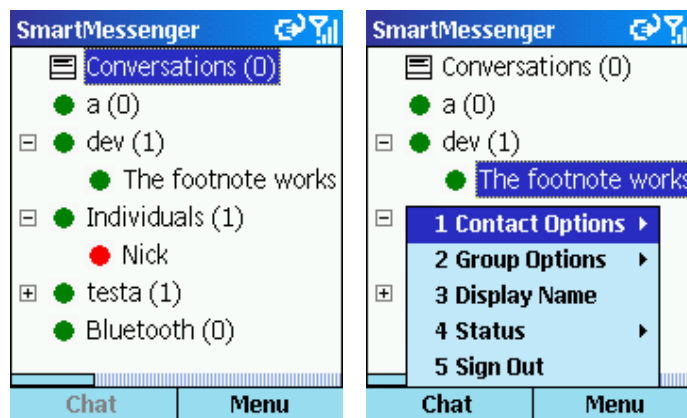 SmartMessenger
Conversations (0)
a (0)
dev (1)
The footnote works
Individuals (1)
Nick
testa (1)
Bluetooth (0)
Chat Menu
SmartMessenger
Conversations (0)
a (0)
dev (1)
The footnote works
1 Contact Options
2 Group Options
3 Display Name
4 Status
5 Sign Out
Chat Menu